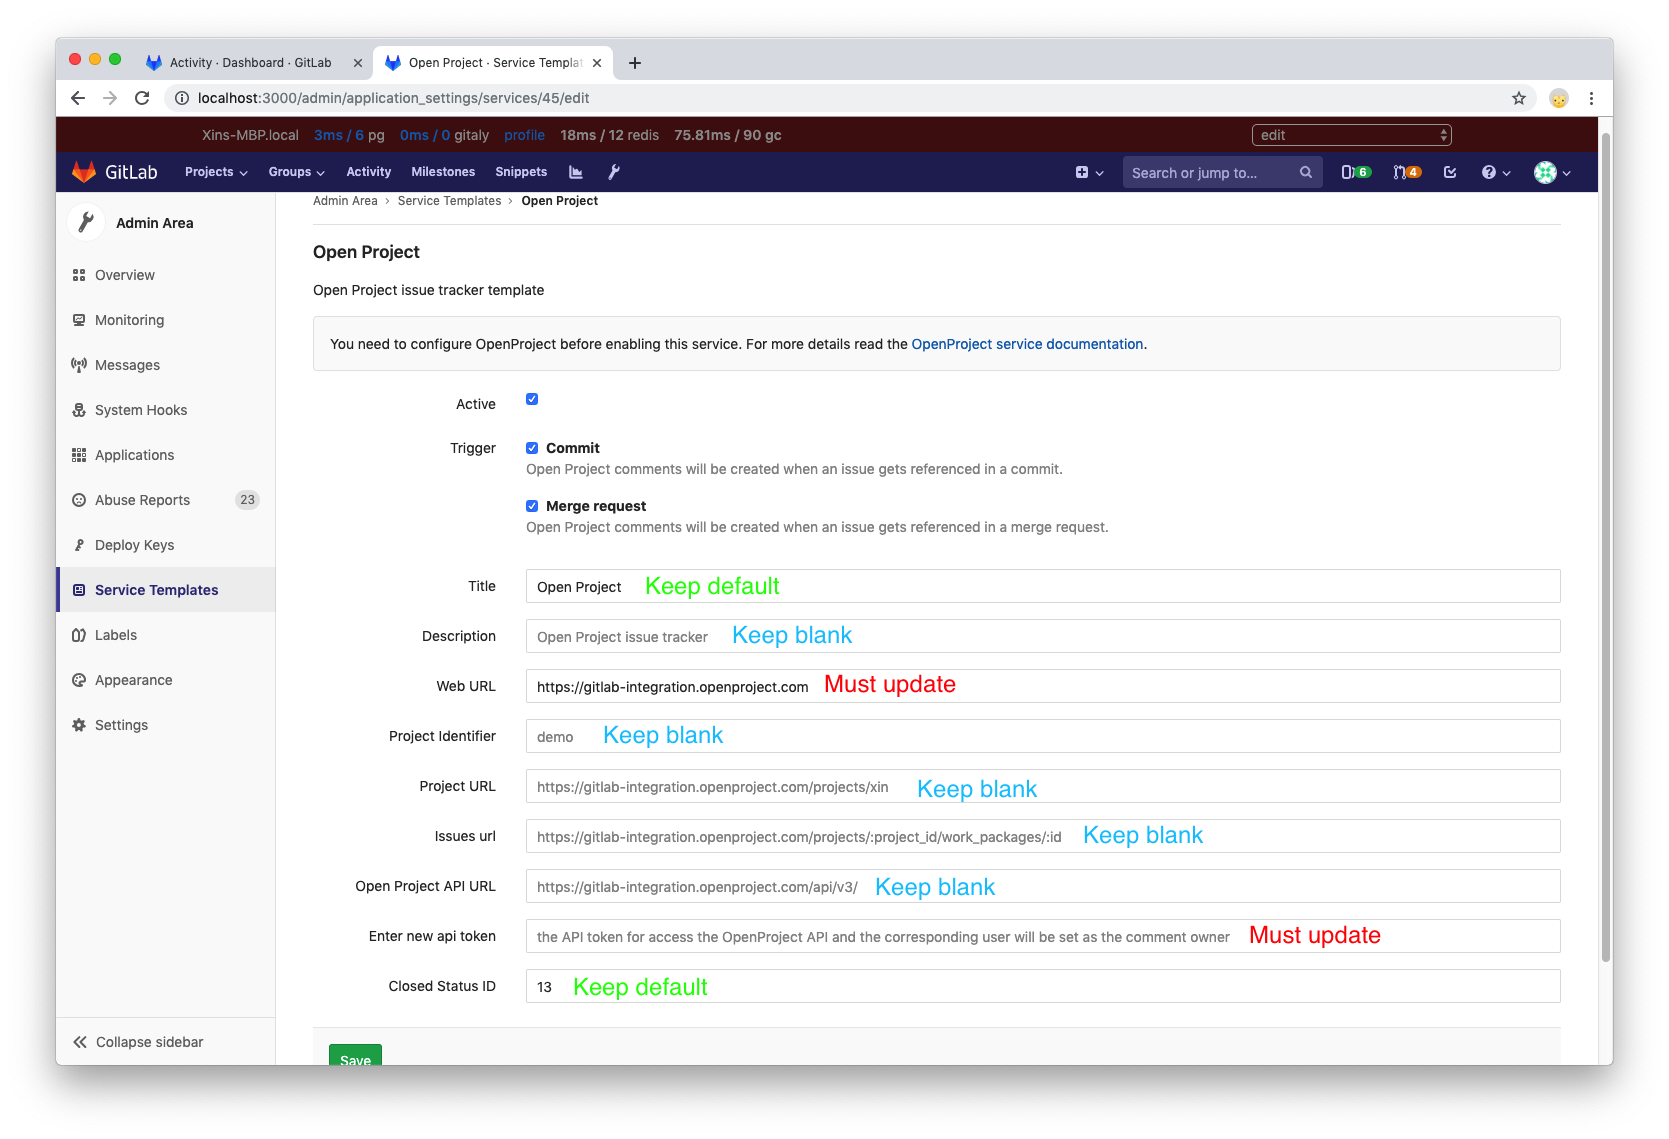 Activity · Dashboard · GitLab
Open Project · Service Templat
localhost:3000/admin/application_settings/services/45/edit
Xins-MBP.local 3ms / 6 pg 0ms / 0 gitaly profile 18ms / 12 redis 75.81ms / 90 gc edit
GitLab Projects Groups Activity Milestones Snippets Search or jump to... 6 4
Admin Area
Overview
Monitoring
Messages
System Hooks
Applications
Abuse Reports 23
Deploy Keys
Service Templates
Labels
Appearance
Settings
Collapse sidebar
Admin Area › Service Templates › Open Project
Open Project
Open Project issue tracker template
You need to configure OpenProject before enabling this service. For more details read the OpenProject service documentation.
Active
Trigger Commit
Open Project comments will be created when an issue gets referenced in a commit.
Merge request
Open Project comments will be created when an issue gets referenced in a merge request.
Title Open Project Keep default
Description Open Project issue tracker Keep blank
Web URL https://gitlab-integration.openproject.com Must update
Project Identifier demo Keep blank
Project URL https://gitlab-integration.openproject.com/projects/xin Keep blank
Issues url https://gitlab-integration.openproject.com/projects/:project_id/work_packages/:id Keep blank
Open Project API URL https://gitlab-integration.openproject.com/api/v3/ Keep blank
Enter new api token the API token for access the OpenProject API and the corresponding user will be set as the comment owner Must update
Closed Status ID 13 Keep default
Save